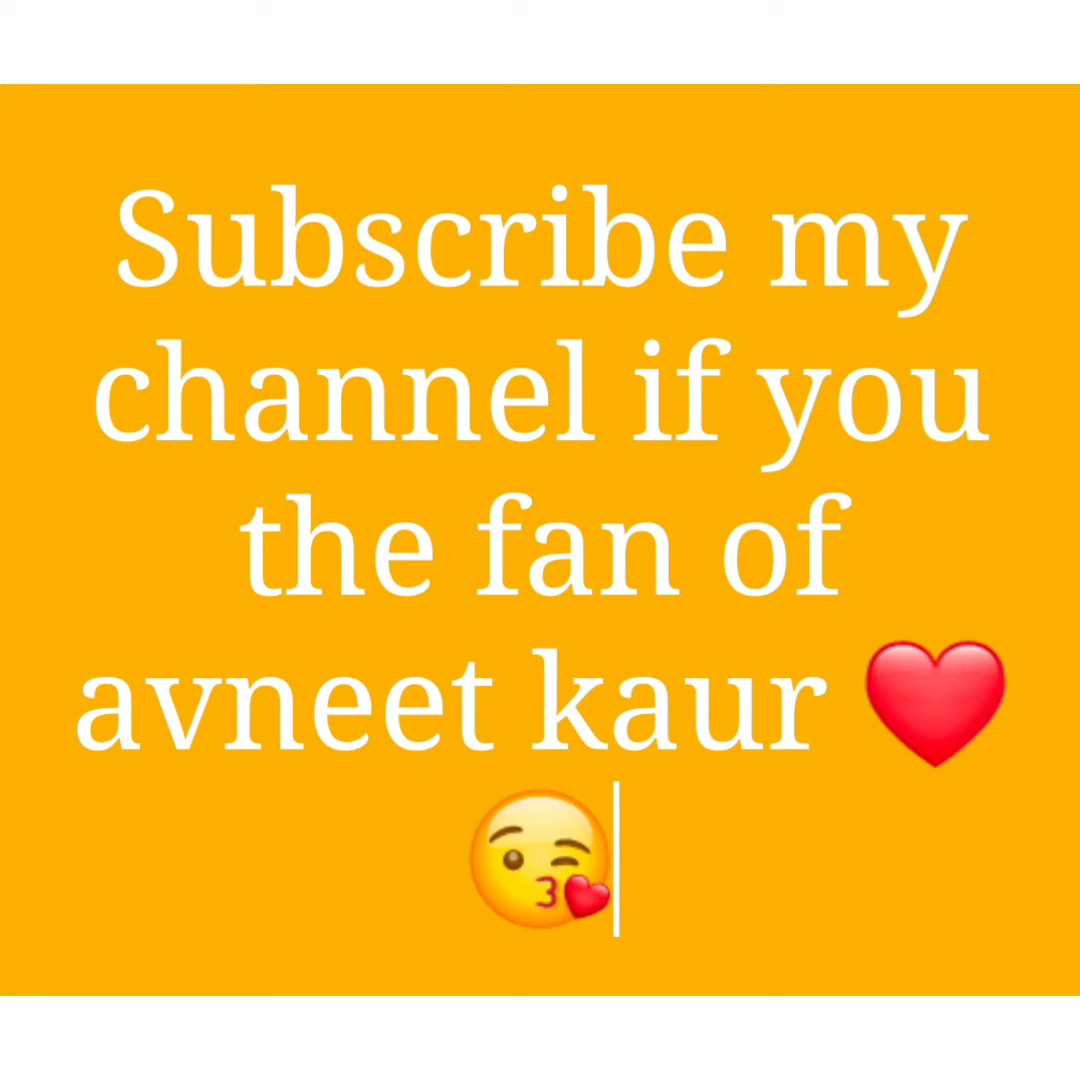 Subscribe my
channel if you
the fan of
avneet kaur ❤️
😘